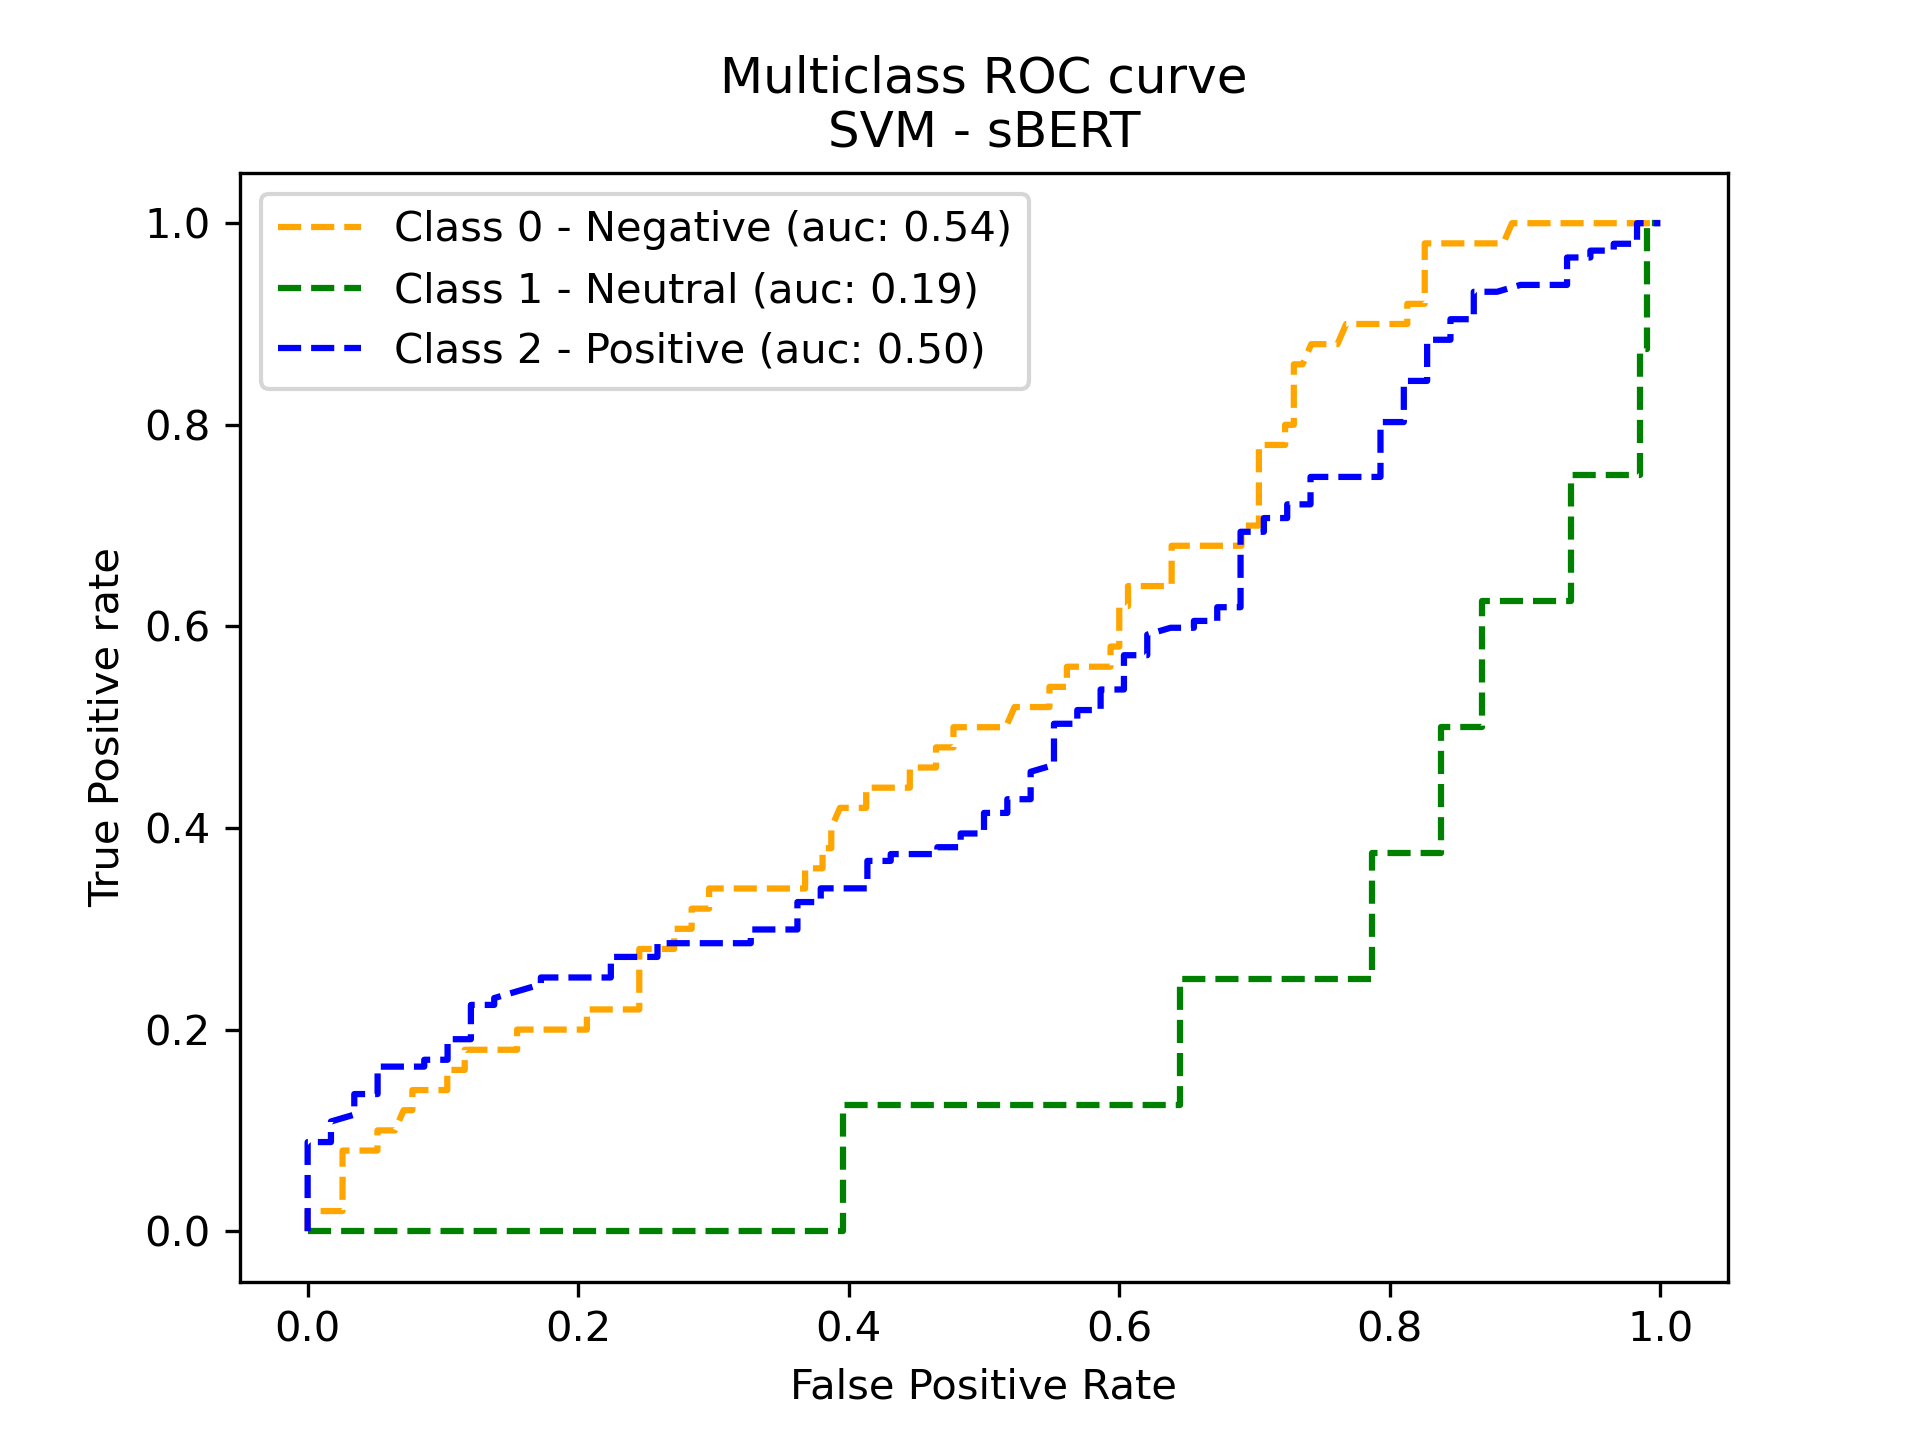 Multiclass ROC curve
SVM - sBERT
Class 0 - Negative (auc: 0.54)
Class 1 - Neutral (auc: 0.19)
Class 2 - Positive (auc: 0.50)
True Positive rate
1.0
0.8
0.6
0.4
0.2
0.0
0.0 0.2 0.4 0.6 0.8 1.0
False Positive Rate